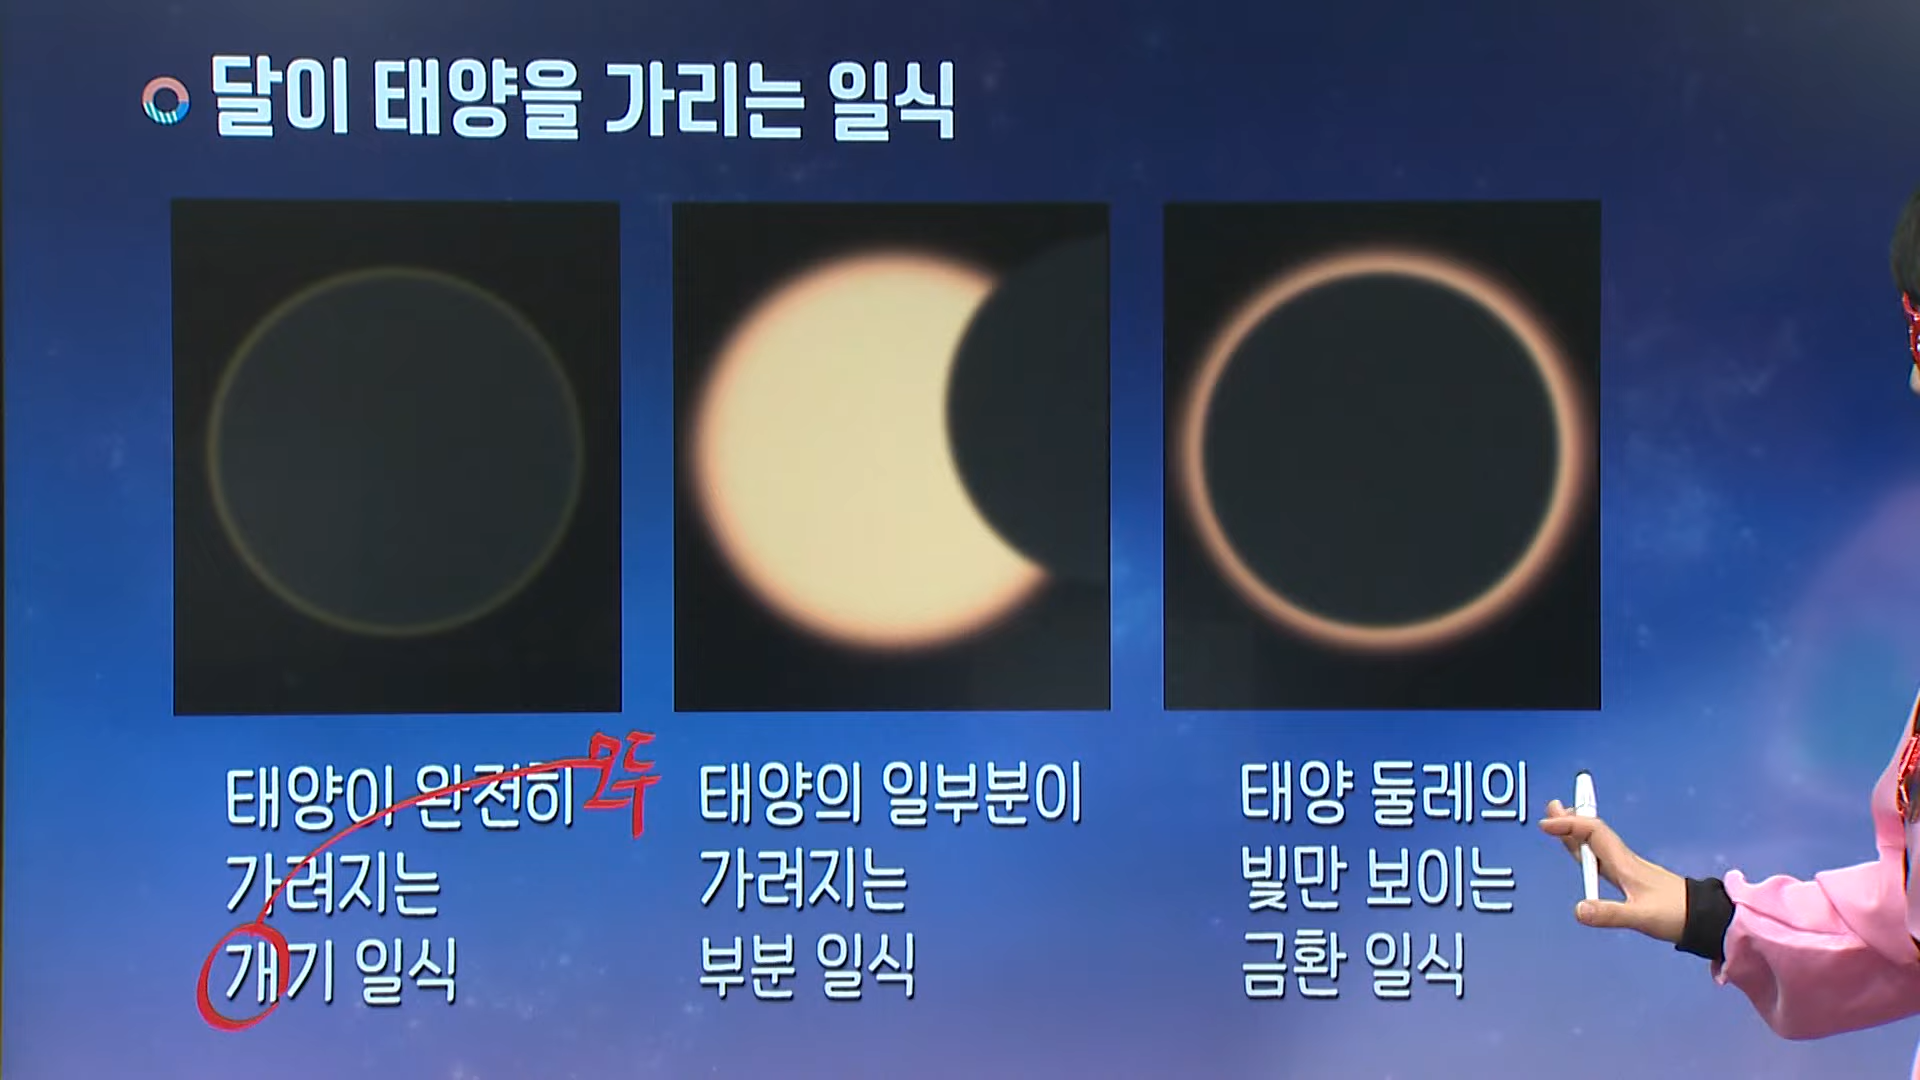 달이 태양을 가리는 일식
태양이 완전히 모두
가려지는
개기 일식
태양의 일부분이
가려지는
부분 일식
태양 둘레의
빛만 보이는
금환 일식